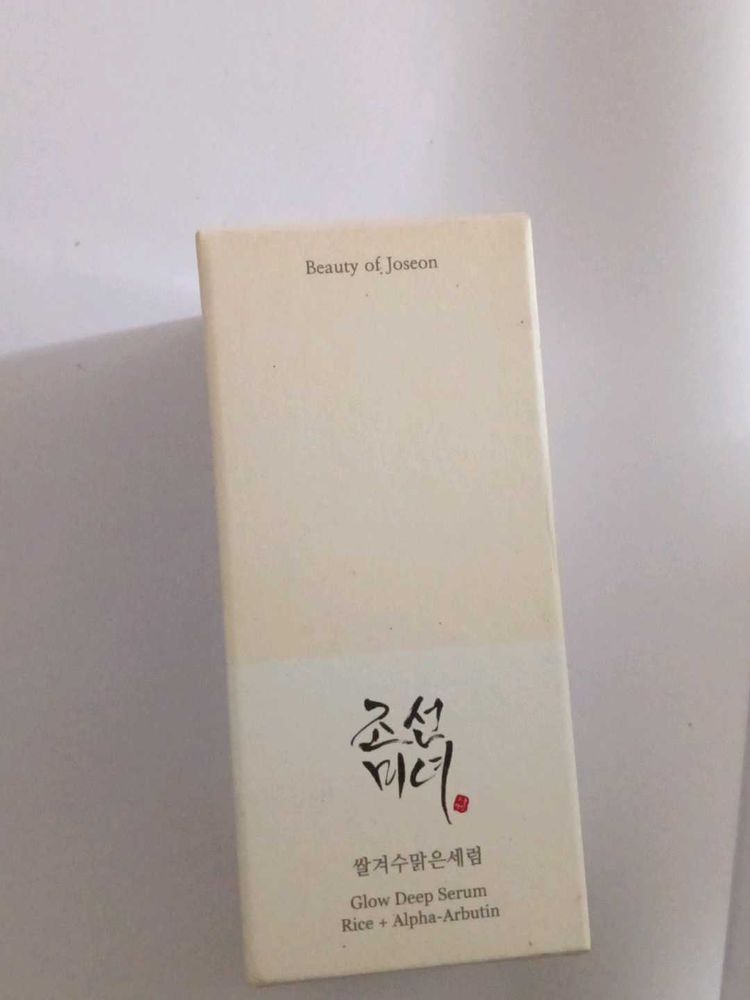 Beauty of Joseon
조선
미녀
쌀겨수맑은세럼
Glow Deep Serum
Rice + Alpha-Arbutin